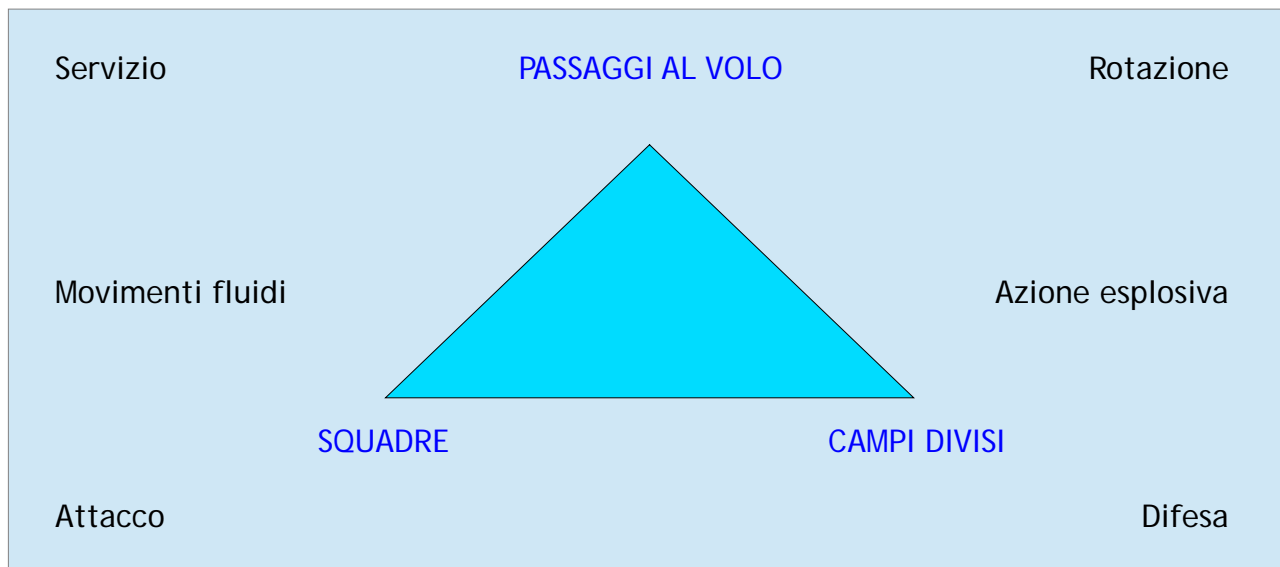 Servizio
PASSAGGI AL VOLO
Rotazione
Movimenti fluidi
Azione esplosiva
SQUADRE
CAMPI DIVISI
Attacco
Difesa